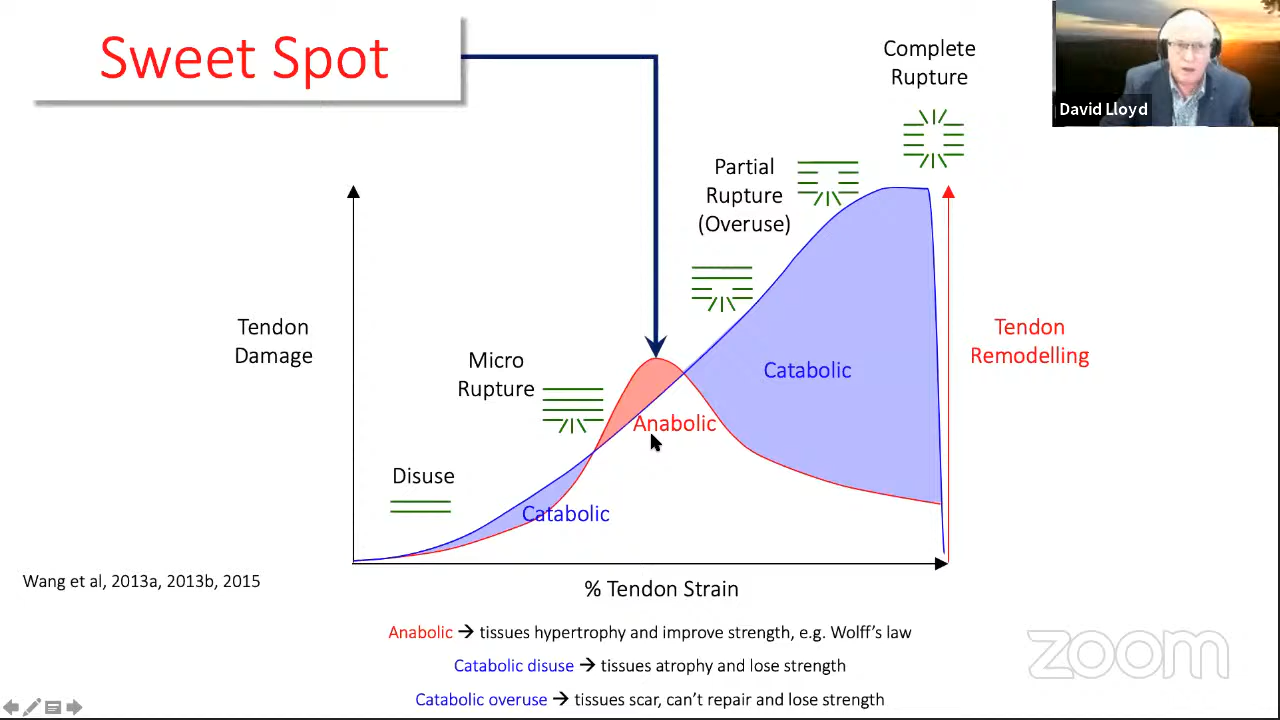 Sweet Spot
Complete
Rupture
David Lloyd
Partial
Rupture
(Overuse)
Tendon
Damage
Tendon
Remodelling
Micro
Rupture
Catabolic
Anabolic
Disuse
Catabolic
Wang et al, 2013a, 2013b, 2015
% Tendon Strain
Anabolic → tissues hypertrophy and improve strength, e.g. Wolff's law
Catabolic disuse → tissues atrophy and lose strength
Catabolic overuse → tissues scar, can't repair and lose strength
zoom